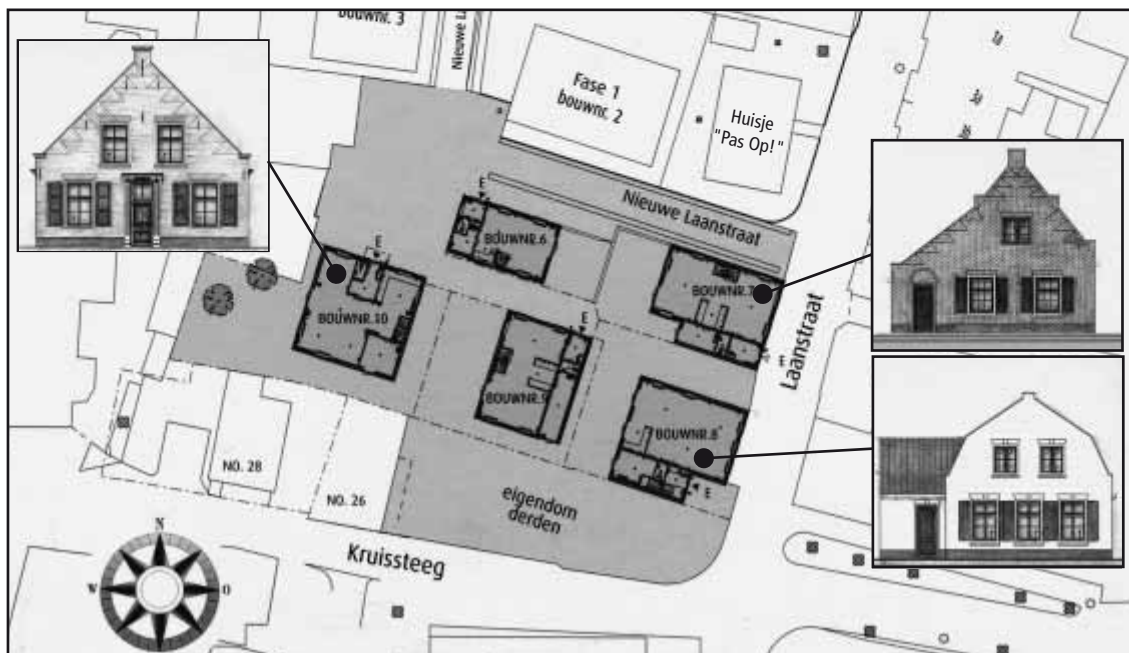 bouwnr. 3
Nieuwe Laa
Fase 1
bouwnr. 2
Huisje
"Pas Op!"
Nieuwe Laanstraat
E
BOUWNR.6
E
BOUWNR.7
BOUWNR.10
E
E
Laanstraat
BOUWNR.9
BOUWNR.8
E
NO. 28
NO. 26
eigendom
derden
Kruissteeg
N
W
O